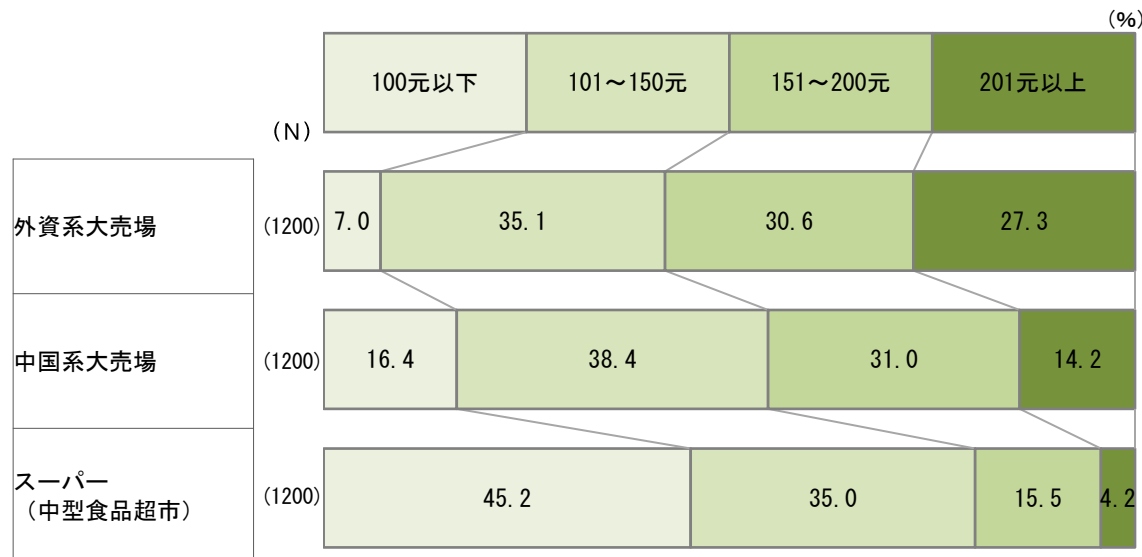 (%)
100元以下 101～150元 151～200元 201元以上
(N)
外資系大売場 (1200) 7.0 35.1 30.6 27.3
中国系大売場 (1200) 16.4 38.4 31.0 14.2
スーパー
（中型食品超市） (1200) 45.2 35.0 15.5 4.2